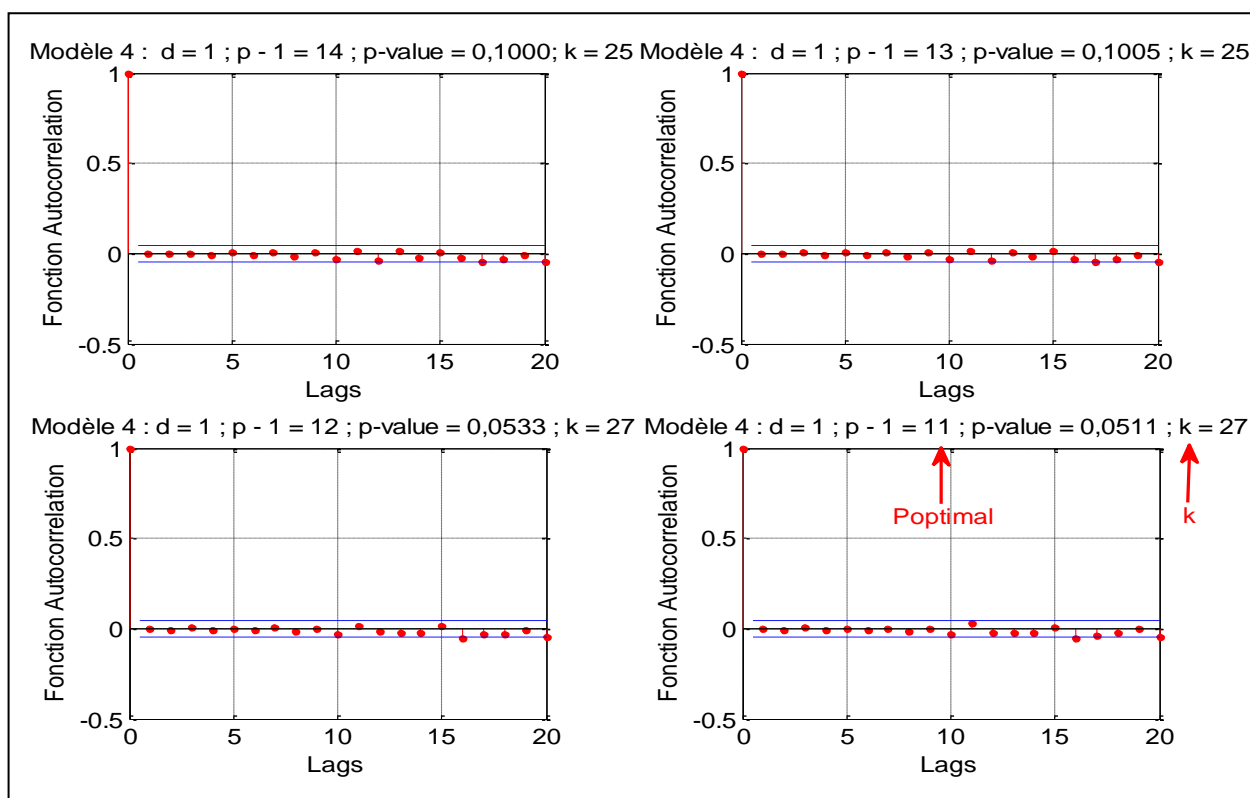 Modèle 4 : d = 1 ; p - 1 = 14 ; p-value = 0,1000; k = 25
1
0.5
0
-0.5
Fonction Autocorrelation
0 5 10 15 20
Lags
Modèle 4 : d = 1 ; p - 1 = 13 ; p-value = 0,1005 ; k = 25
1
0.5
0
-0.5
Fonction Autocorrelation
0 5 10 15 20
Lags
Modèle 4 : d = 1 ; p - 1 = 12 ; p-value = 0,0533 ; k = 27
1
0.5
0
-0.5
Fonction Autocorrelation
0 5 10 15 20
Lags
Modèle 4 : d = 1 ; p - 1 = 11 ; p-value = 0,0511 ; k = 27
1
0.5
0
-0.5
Fonction Autocorrelation
Poptimal
k
0 5 10 15 20
Lags